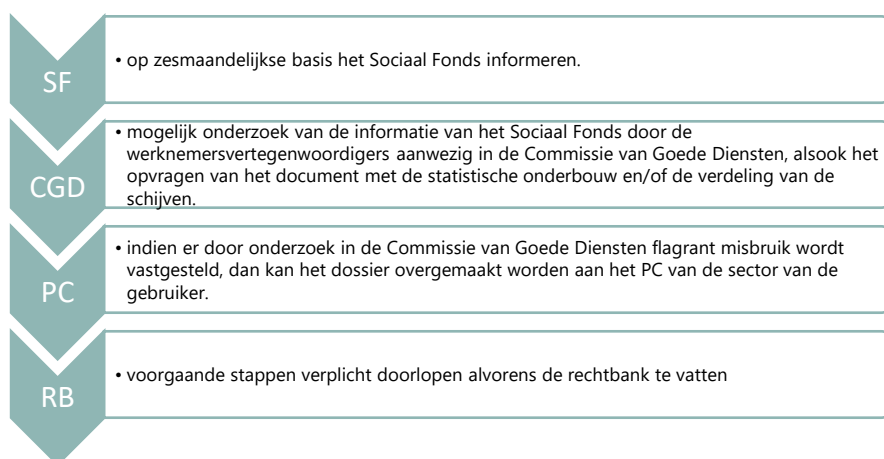 SF
• op zesmaandelijkse basis het Sociaal Fonds informeren.
CGD
• mogelijk onderzoek van de informatie van het Sociaal Fonds door de
werknemersvertegenwoordigers aanwezig in de Commissie van Goede Diensten, alsook het
opvragen van het document met de statistische onderbouw en/of de verdeling van de
schijven.
PC
• indien er door onderzoek in de Commissie van Goede Diensten flagrant misbruik wordt
vastgesteld, dan kan het dossier overgemaakt worden aan het PC van de sector van de
gebruiker.
RB
• voorgaande stappen verplicht doorlopen alvorens de rechtbank te vatten